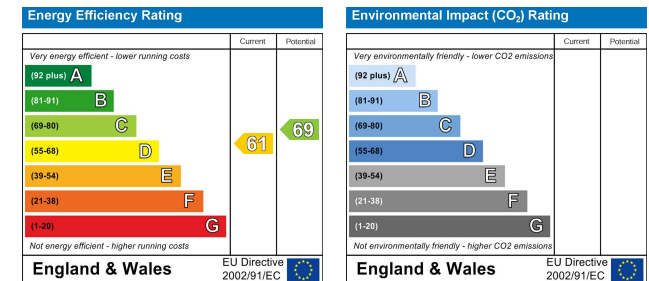 Energy Efficiency Rating
Current Potential
Very energy efficient - lower running costs
(92 plus) A
(81-91) B
(69-80) C
(55-68) D
(39-54) E
(21-38) F
(1-20) G
61
69
Not energy efficient - higher running costs
England & Wales
EU Directive
2002/91/EC
Environmental Impact (CO₂) Rating
Current Potential
Very environmentally friendly - lower CO2 emissions
(92 plus) A
(81-91) B
(69-80) C
(55-68) D
(39-54) E
(21-38) F
(1-20) G
Not environmentally friendly - higher CO2 emissions
England & Wales
EU Directive
2002/91/EC